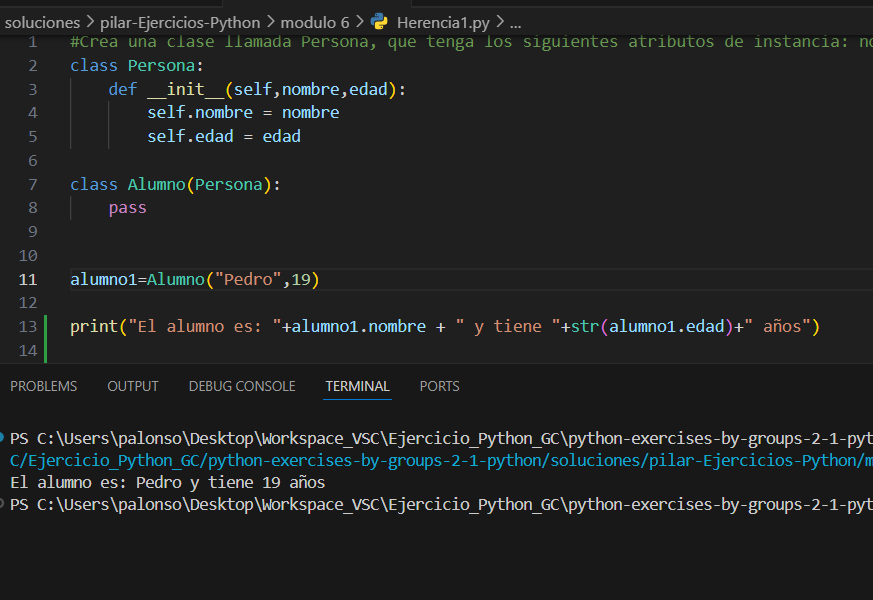 soluciones > pilar-Ejercicios-Python > modulo 6 > Herencia1.py > ...
1 #Crea una clase llamada Persona, que tenga los siguientes atributos de instancia:
2 class Persona:
3 def __init__(self,nombre,edad):
4 self.nombre = nombre
5 self.edad = edad
6
7 class Alumno(Persona):
8 pass
9
10
11 alumno1=Alumno("Pedro",19)
12
13 print("El alumno es: "+alumno1.nombre + " y tiene "+str(alumno1.edad)+" años")
14
PROBLEMS OUTPUT DEBUG CONSOLE TERMINAL PORTS
PS C:\Users\palonso\Desktop\Workspace_VSC\Ejercicio_Python_GC\python-exercises-by-groups-2-1-pyt
C/Ejercicio_Python_GC/python-exercises-by-groups-2-1-python/soluciones/pilar-Ejercicios-Python/m
El alumno es: Pedro y tiene 19 años
PS C:\Users\palonso\Desktop\Workspace_VSC\Ejercicio_Python_GC\python-exercises-by-groups-2-1-pyt